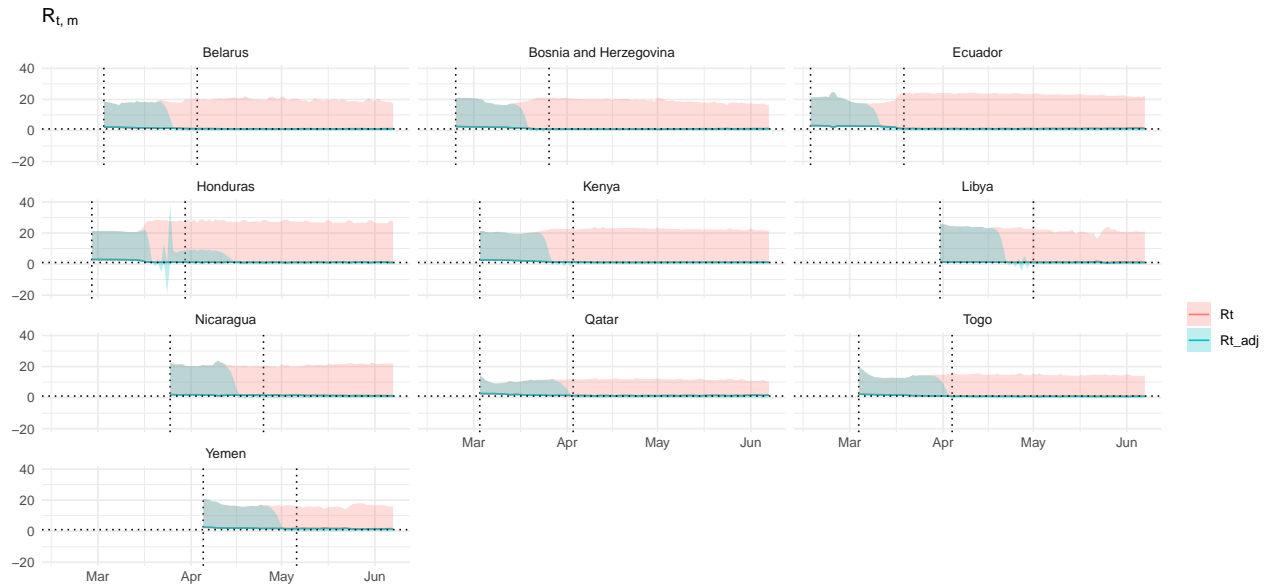 R t, m
Belarus
Bosnia and Herzegovina
Ecuador
40
20
0
−20
Honduras
Kenya
Libya
40
20
0
−20
Nicaragua
Qatar
Togo
40
20
0
−20
Mar Apr May Jun
Mar Apr May Jun
Yemen
40
20
0
−20
Mar Apr May Jun
Rt
Rt_adj